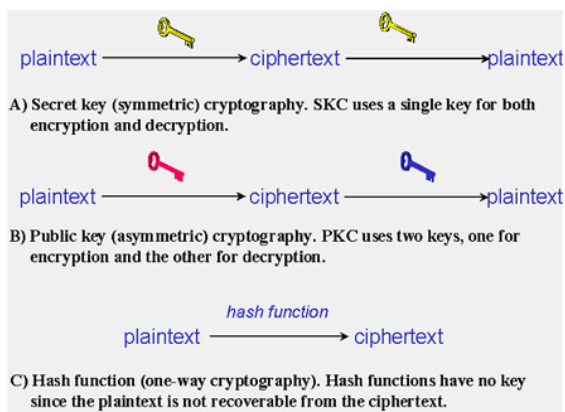 plaintext ciphertext plaintext
A) Secret key (symmetric) cryptography. SKC uses a single key for both
encryption and decryption.
plaintext ciphertext plaintext
B) Public key (asymmetric) cryptography. PKC uses two keys, one for
encryption and the other for decryption.
hash function
plaintext ciphertext
C) Hash function (one-way cryptography). Hash functions have no key
since the plaintext is not recoverable from the ciphertext.